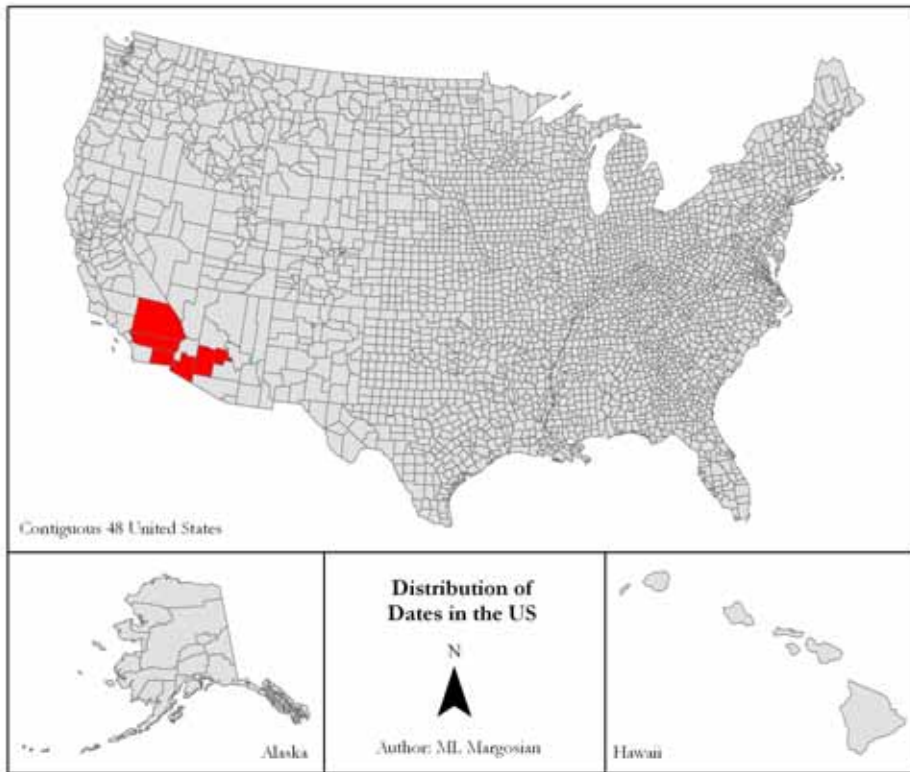 Contiguous 48 United States
Distribution of
Dates in the US
N
Author: ML Margosian
Alaska
Hawaii